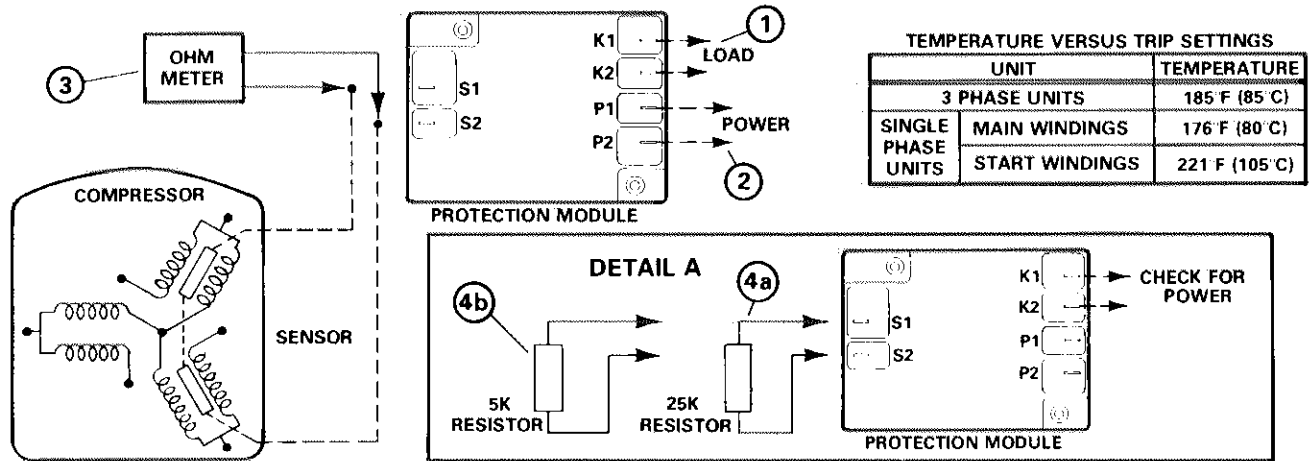 3
OHM
METER
COMPRESSOR
SENSOR
K1
K2
P1
P2
S1
S2
1
LOAD
POWER
2
PROTECTION MODULE
TEMPERATURE VERSUS TRIP SETTINGS
UNIT TEMPERATURE
3 PHASE UNITS 185°F (85°C)
SINGLE
PHASE
UNITS
MAIN WINDINGS 176°F (80°C)
START WINDINGS 221°F (105°C)
DETAIL A
4b
4a
5K
RESISTOR
25K
RESISTOR
S1
S2
K1
K2
P1
P2
CHECK FOR
POWER
PROTECTION MODULE